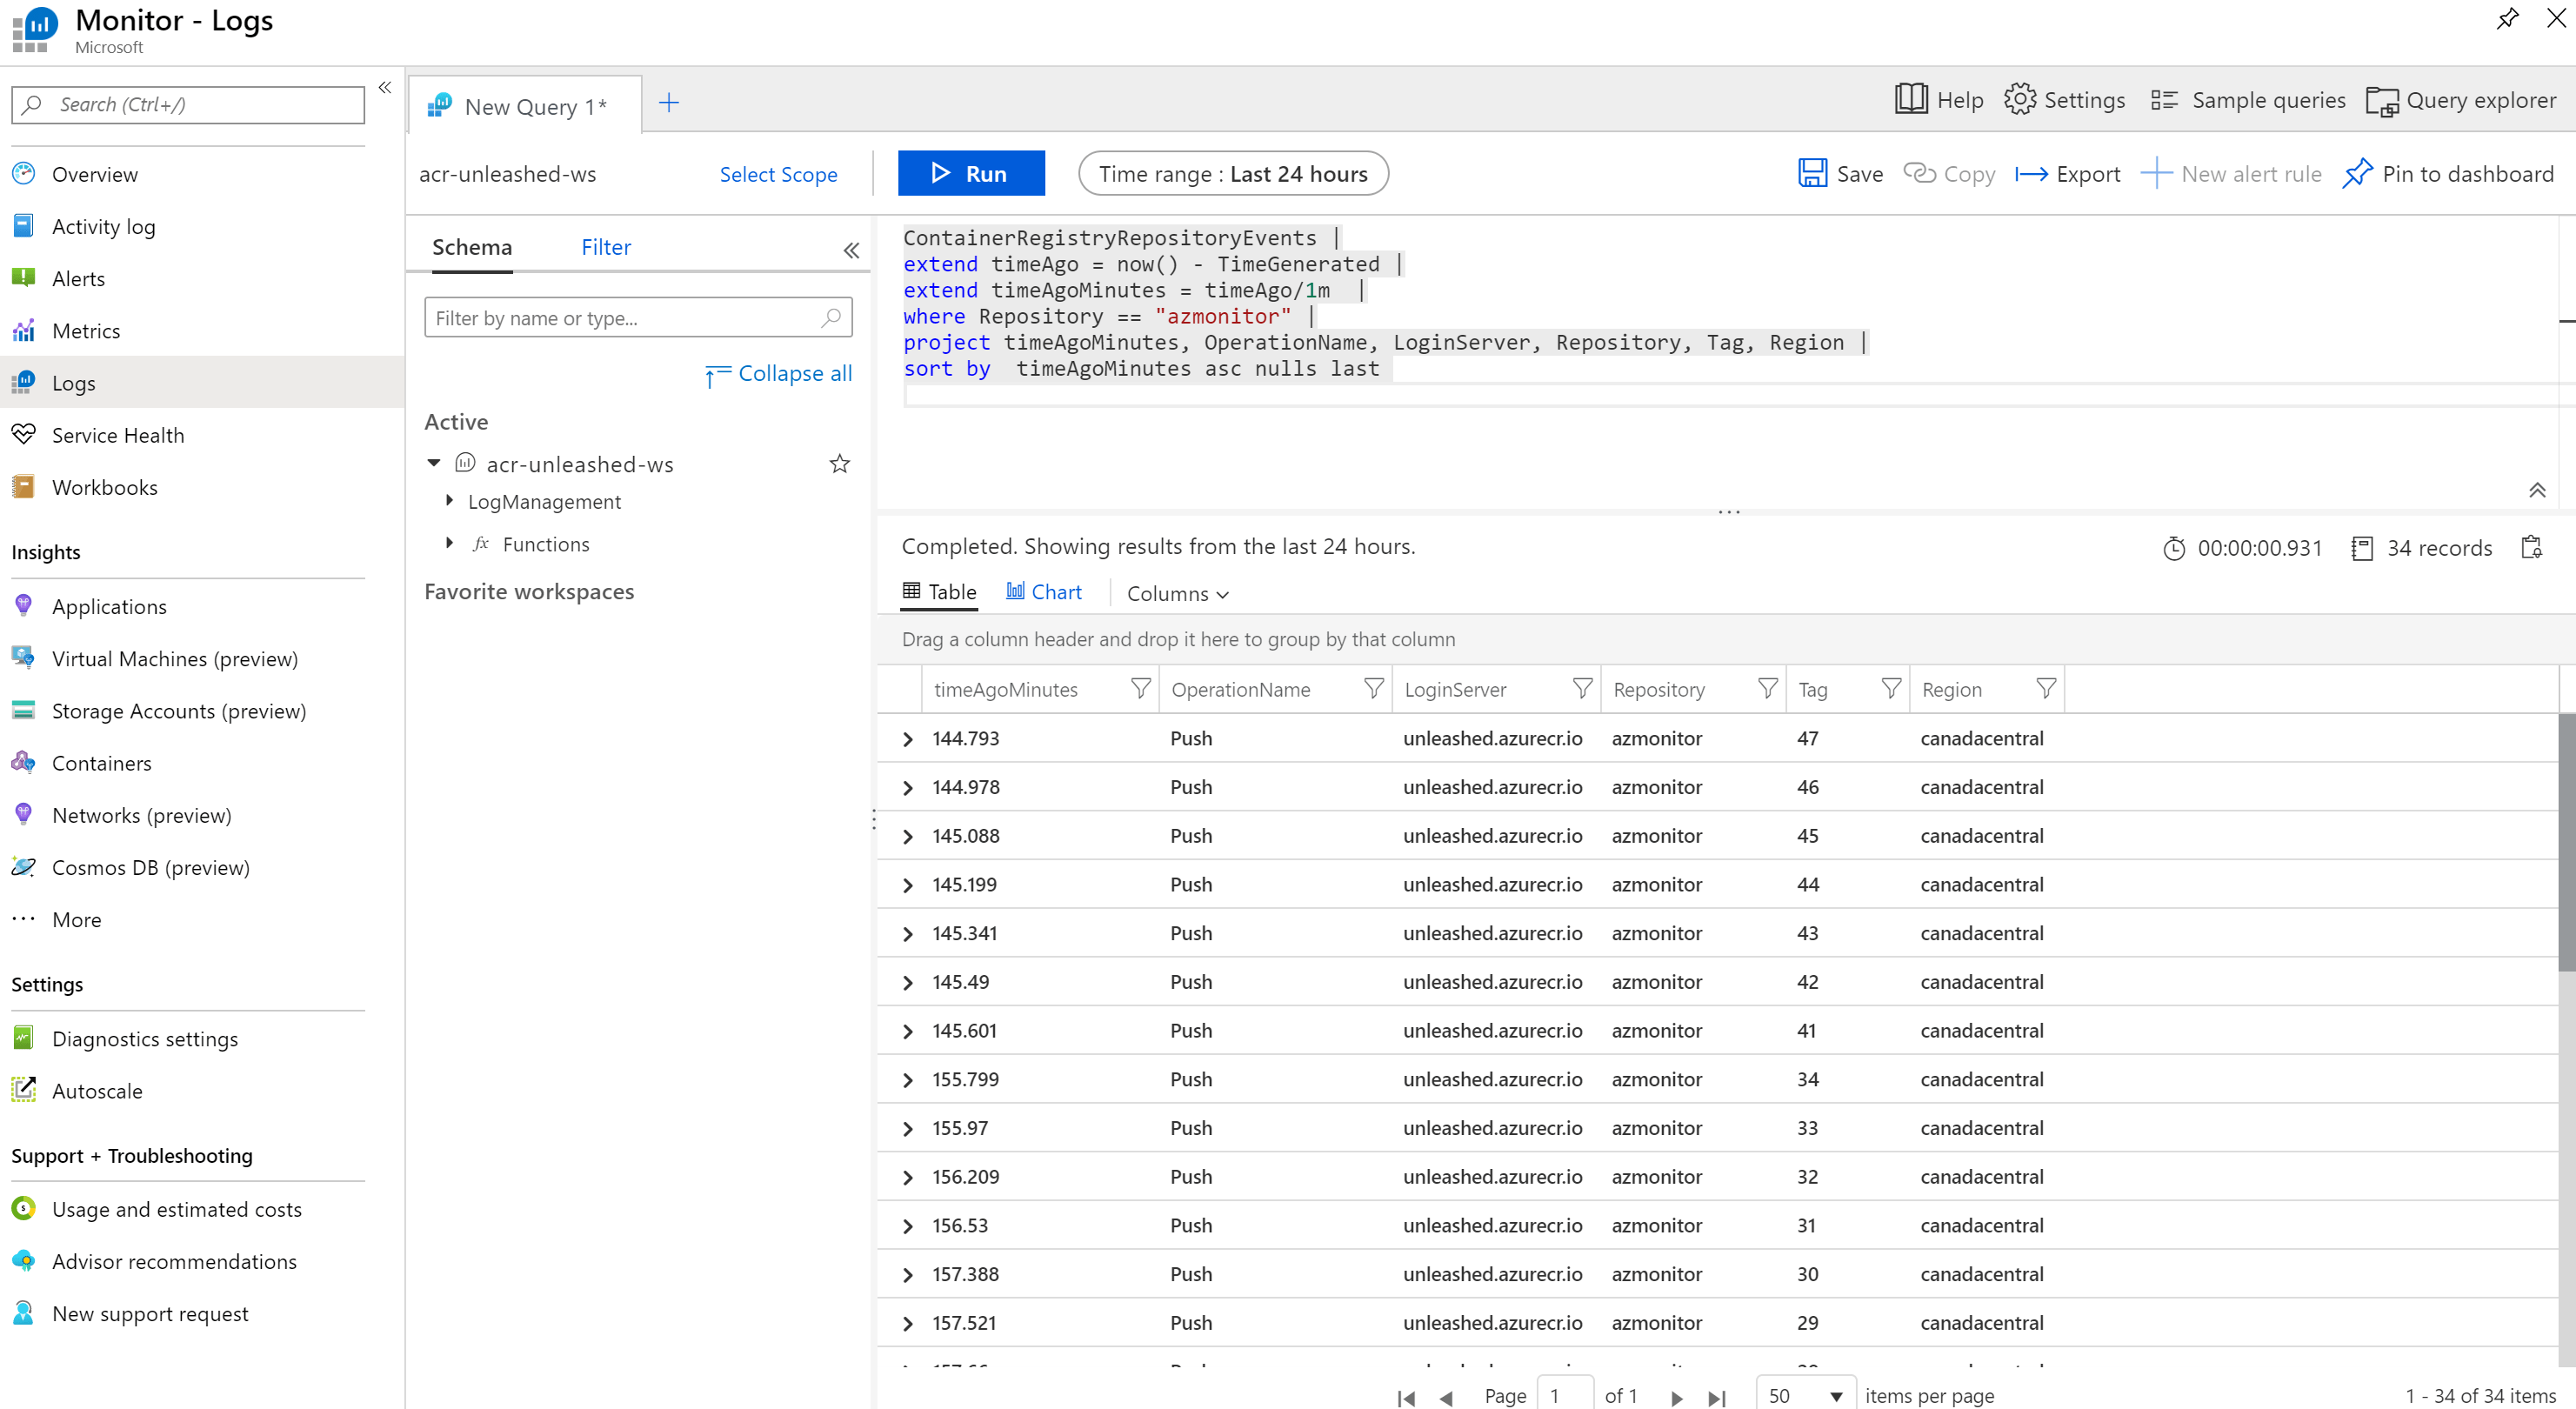 Monitor - Logs
Microsoft
Search (Ctrl+/)
Overview
Activity log
Alerts
Metrics
Logs
Service Health
Workbooks
Insights
Applications
Virtual Machines (preview)
Storage Accounts (preview)
Containers
Networks (preview)
Cosmos DB (preview)
More
Settings
Diagnostics settings
Autoscale
Support + Troubleshooting
Usage and estimated costs
Advisor recommendations
New support request
New Query 1*
Help Settings Sample queries Query explorer
acr-unleashed-ws Select Scope Run Time range : Last 24 hours Save Copy Export New alert rule Pin to dashboard
Schema Filter
Filter by name or type...
Collapse all
Active
acr-unleashed-ws
LogManagement
fx Functions
Favorite workspaces
ContainerRegistryRepositoryEvents |
extend timeAgo = now() - TimeGenerated |
extend timeAgoMinutes = timeAgo/1m |
where Repository == "azmonitor" |
project timeAgoMinutes, OperationName, LoginServer, Repository, Tag, Region |
sort by timeAgoMinutes asc nulls last
Completed. Showing results from the last 24 hours. 00:00:00.931 34 records
Table Chart Columns
Drag a column header and drop it here to group by that column
timeAgoMinutes OperationName LoginServer Repository Tag Region
144.793 Push unleashed.azurecr.io azmonitor 47 canadacentral
144.978 Push unleashed.azurecr.io azmonitor 46 canadacentral
145.088 Push unleashed.azurecr.io azmonitor 45 canadacentral
145.199 Push unleashed.azurecr.io azmonitor 44 canadacentral
145.341 Push unleashed.azurecr.io azmonitor 43 canadacentral
145.49 Push unleashed.azurecr.io azmonitor 42 canadacentral
145.601 Push unleashed.azurecr.io azmonitor 41 canadacentral
155.799 Push unleashed.azurecr.io azmonitor 34 canadacentral
155.97 Push unleashed.azurecr.io azmonitor 33 canadacentral
156.209 Push unleashed.azurecr.io azmonitor 32 canadacentral
156.53 Push unleashed.azurecr.io azmonitor 31 canadacentral
157.388 Push unleashed.azurecr.io azmonitor 30 canadacentral
157.521 Push unleashed.azurecr.io azmonitor 29 canadacentral
Page 1 of 1 50 items per page 1 - 34 of 34 items